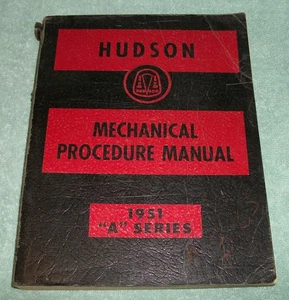 HUDSON
MECHANICAL
PROCEDURE MANUAL
1951
"A" SERIES